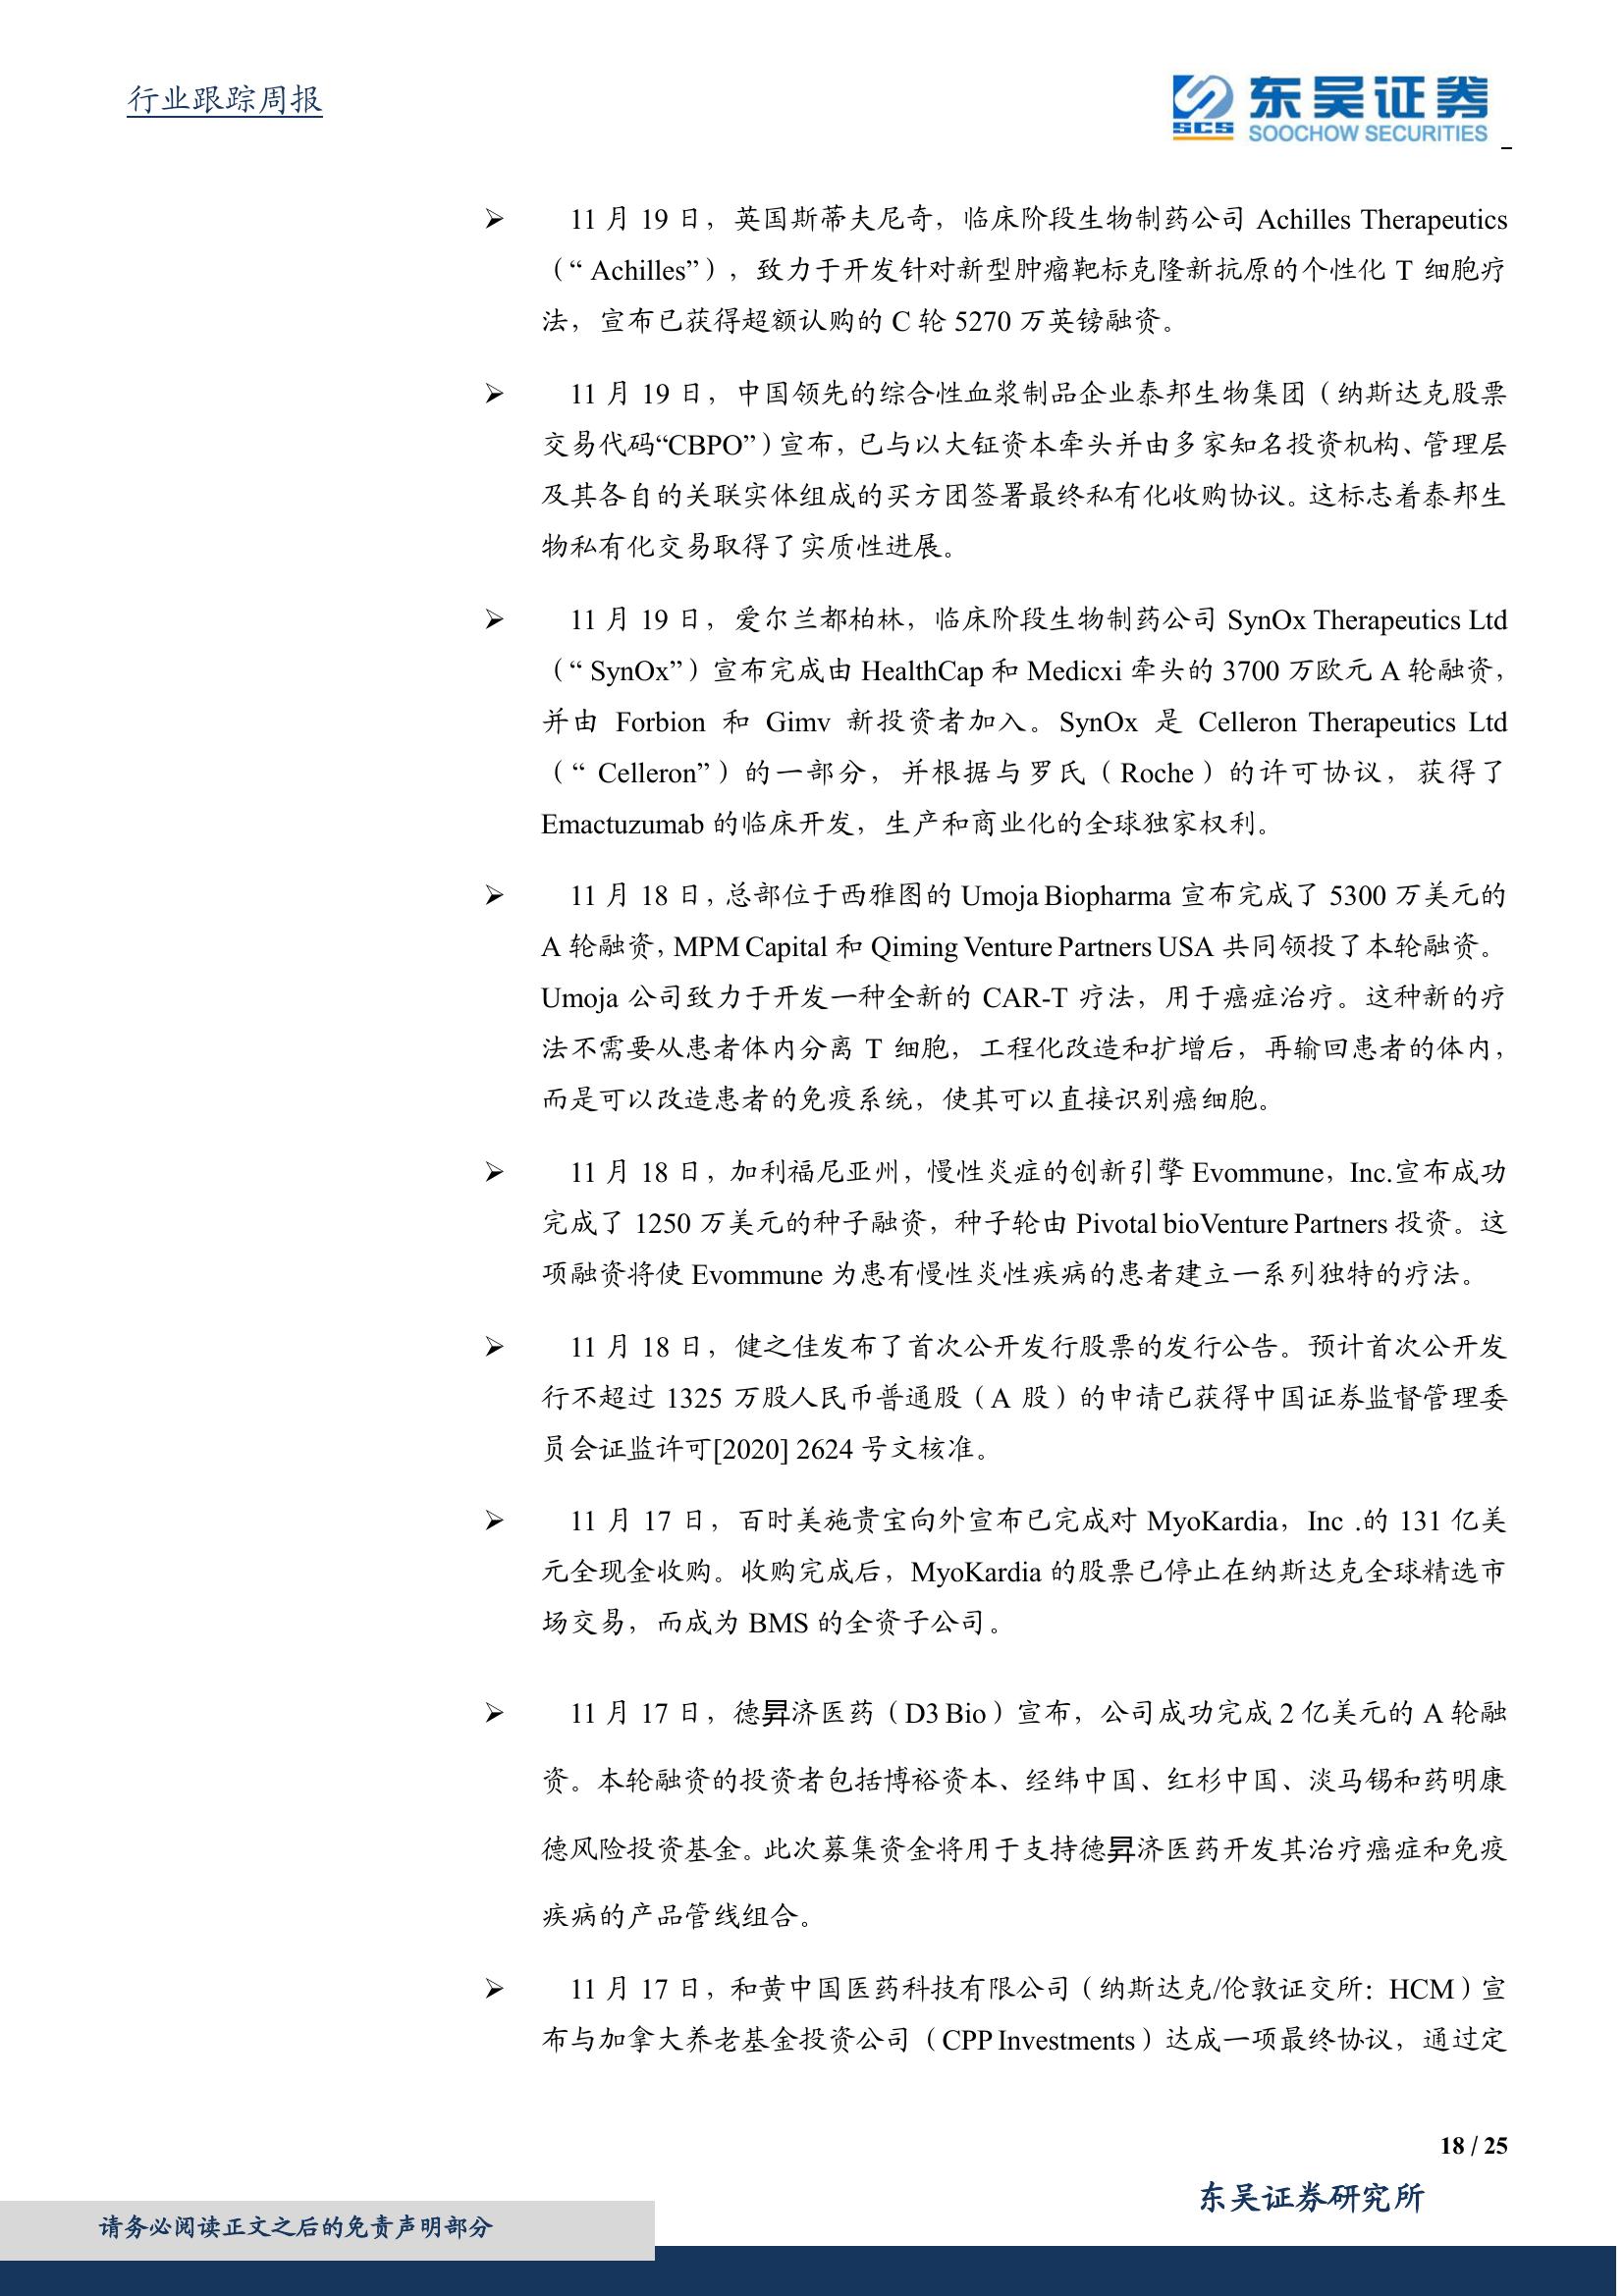 行业跟踪周报
SCS
东吴证券
SOOCHOW SECURITIES
➢ 11 月 19 日，英国斯蒂夫尼奇，临床阶段生物制药公司 Achilles Therapeutics
（“ Achilles”），致力于开发针对新型肿瘤靶标克隆新抗原的个性化 T 细胞疗
法，宣布已获得超额认购的 C 轮 5270 万英镑融资。
➢ 11 月 19 日，中国领先的综合性血浆制品企业泰邦生物集团（纳斯达克股票
交易代码“CBPO”）宣布，已与以大钲资本牵头并由多家知名投资机构、管理层
及其各自的关联实体组成的买方团签署最终私有化收购协议。这标志着泰邦生
物私有化交易取得了实质性进展。
➢ 11 月 19 日，爱尔兰都柏林，临床阶段生物制药公司 SynOx Therapeutics Ltd
（“ SynOx”）宣布完成由 HealthCap 和 Medicxi 牵头的 3700 万欧元 A 轮融资，
并由 Forbion 和 Gimv 新投资者加入。SynOx 是 Celleron Therapeutics Ltd
（“ Celleron”）的一部分，并根据与罗氏（Roche）的许可协议，获得了
Emactuzumab 的临床开发，生产和商业化的全球独家权利。
➢ 11 月 18 日，总部位于西雅图的 Umoja Biopharma 宣布完成了 5300 万美元的
A 轮融资，MPM Capital 和 Qiming Venture Partners USA 共同领投了本轮融资。
Umoja 公司致力于开发一种全新的 CAR-T 疗法，用于癌症治疗。这种新的疗
法不需要从患者体内分离 T 细胞，工程化改造和扩增后，再输回患者的体内，
而是可以改造患者的免疫系统，使其可以直接识别癌细胞。
➢ 11 月 18 日，加利福尼亚州，慢性炎症的创新引擎 Evommune，Inc.宣布成功
完成了 1250 万美元的种子融资，种子轮由 Pivotal bioVenture Partners 投资。这
项融资将使 Evommune 为患有慢性炎性疾病的患者建立一系列独特的疗法。
➢ 11 月 18 日，健之佳发布了首次公开发行股票的发行公告。预计首次公开发
行不超过 1325 万股人民币普通股（A 股）的申请已获得中国证券监督管理委
员会证监许可[2020] 2624 号文核准。
➢ 11 月 17 日，百时美施贵宝向外宣布已完成对 MyoKardia，Inc .的 131 亿美
元全现金收购。收购完成后，MyoKardia 的股票已停止在纳斯达克全球精选市
场交易，而成为 BMS 的全资子公司。
➢ 11 月 17 日，德昇济医药（D3 Bio）宣布，公司成功完成 2 亿美元的 A 轮融
资。本轮融资的投资者包括博裕资本、经纬中国、红杉中国、淡马锡和药明康
德风险投资基金。此次募集资金将用于支持德昇济医药开发其治疗癌症和免疫
疾病的产品管线组合。
➢ 11 月 17 日，和黄中国医药科技有限公司（纳斯达克/伦敦证交所：HCM）宣
布与加拿大养老基金投资公司（CPP Investments）达成一项最终协议，通过定
18 / 25
东吴证券研究所
请务必阅读正文之后的免责声明部分